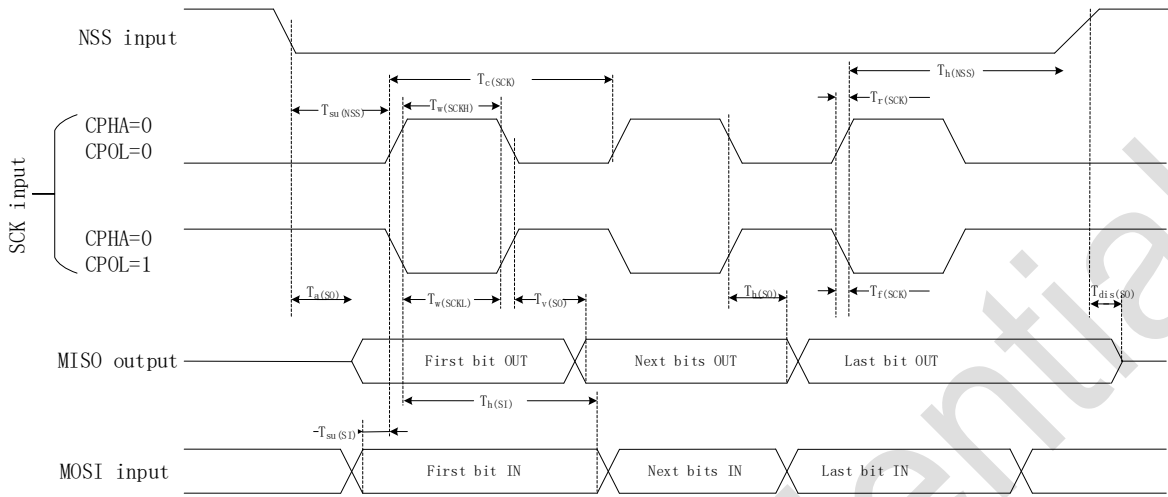 NSS input
Tc(SCK)
Th(NSS)
Tsu(NSS)
Tw(SCKH)
Tr(SCK)
SCK input
CPHA=0
CPOL=0
CPHA=0
CPOL=1
Ta(SO)
Tw(SCKL)
Tv(SO)
Th(SO)
Tf(SCK)
Tdis(SO)
MISO output
First bit OUT
Next bits OUT
Last bit OUT
Th(SI)
Tsu(SI)
MOSI input
First bit IN
Next bits IN
Last bit IN